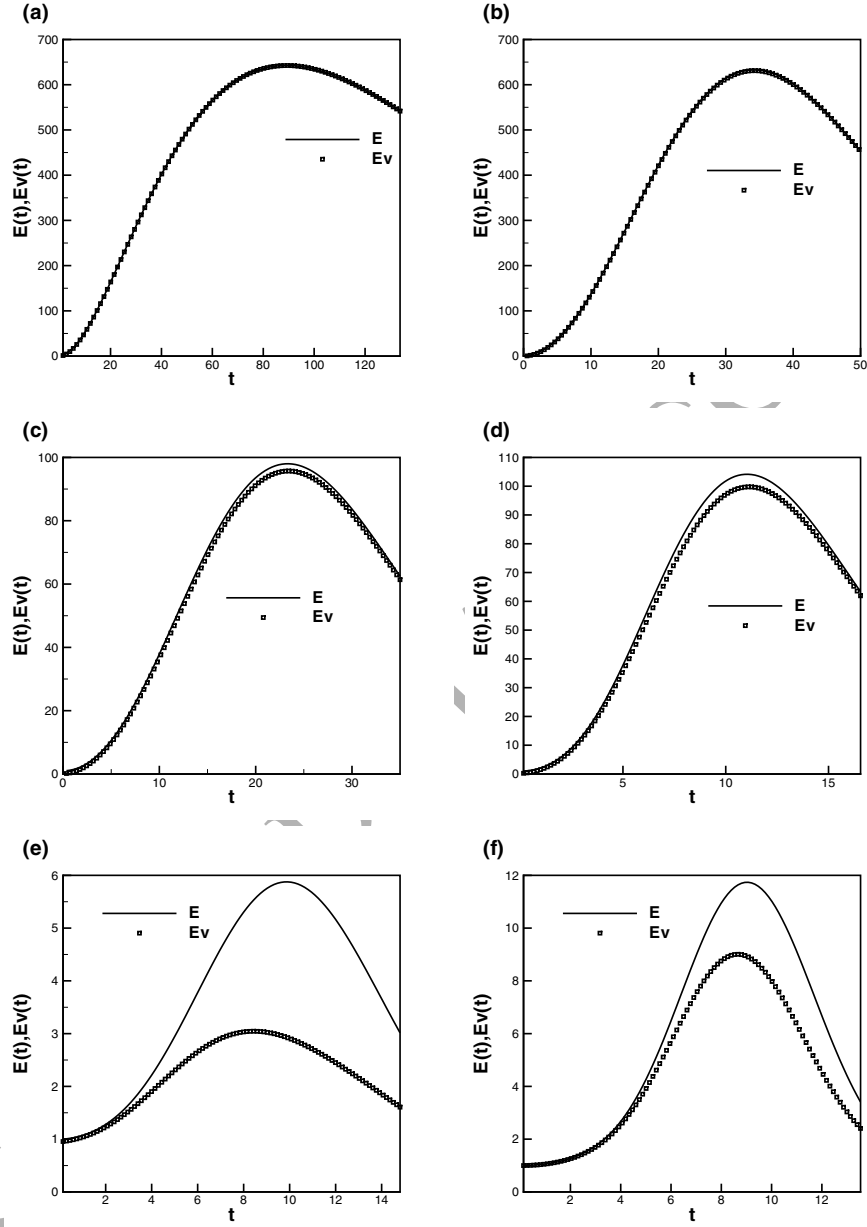 (a)
700
600
500
400
300
200
100
0
E(t),Ev(t)
E
Ev
20 40 60 80 100 120
t
(b)
700
600
500
400
300
200
100
0
E(t),Ev(t)
E
Ev
0 10 20 30 40 50
t
(c)
100
80
60
40
20
0
E(t),Ev(t)
E
Ev
0 10 20 30
t
(d)
110
100
90
80
70
60
50
40
30
20
10
0
E(t),Ev(t)
E
Ev
5 10 15
t
(e)
6
5
4
3
2
1
0
E(t),Ev(t)
E
Ev
2 4 6 8 10 12 14
t
(f)
12
10
8
6
4
2
0
E(t),Ev(t)
E
Ev
2 4 6 8 10 12
t